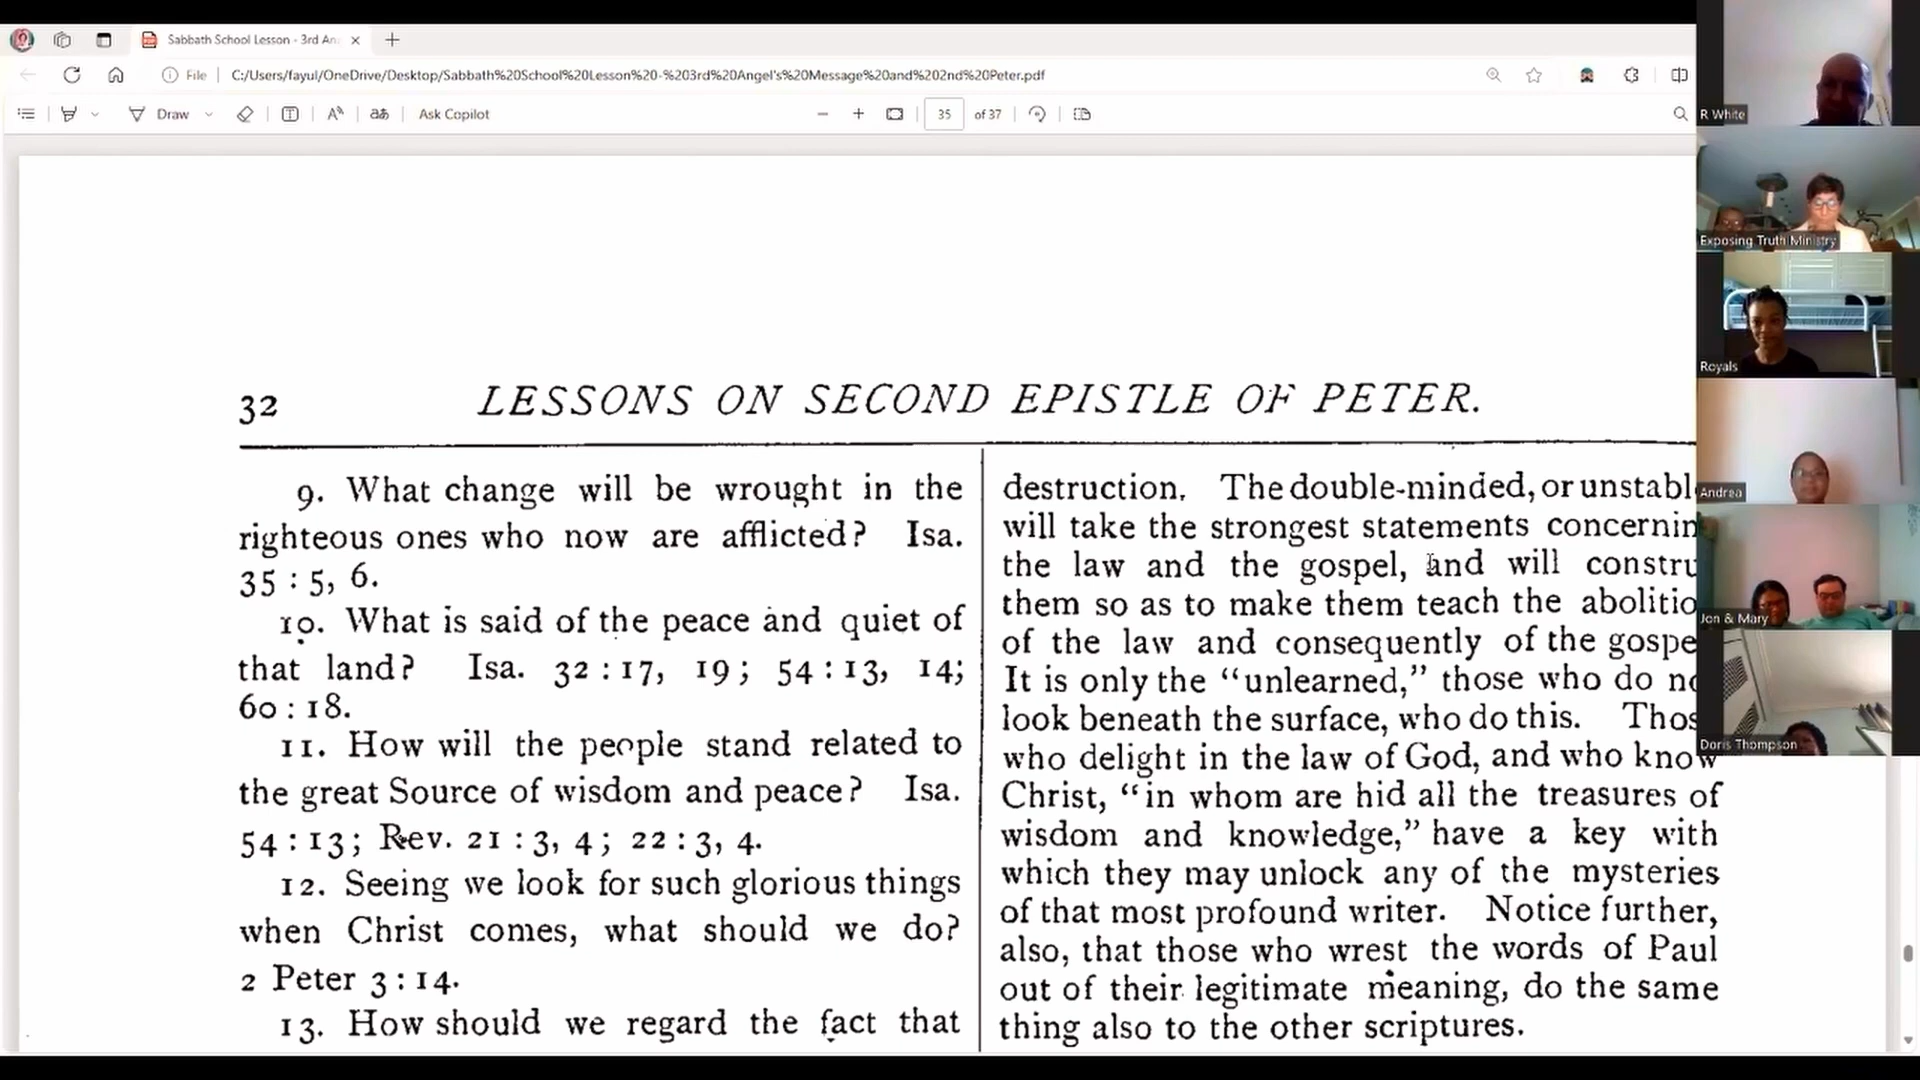 Sabbath School Lesson - 3rd An
File
C:/Users/fayul/OneDrive/Desktop/Sabbath%20School%20Lesson%20-%203rd%20Angel's%20Message%20and%202nd%20Peter.pdf
Draw
Ask Copilot
35 of 37
32 LESSONS ON SECOND EPISTLE OF PETER.
9. What change will be wrought in the
righteous ones who now are afflicted? Isa.
35 : 5, 6.
10. What is said of the peace and quiet of
that land? Isa. 32 : 17, 19; 54 : 13, 14;
60 : 18.
11. How will the people stand related to
the great Source of wisdom and peace? Isa.
54 : 13; Rev. 21 : 3, 4; 22 : 3, 4.
12. Seeing we look for such glorious things
when Christ comes, what should we do?
2 Peter 3 : 14.
13. How should we regard the fact that
destruction. The double-minded, or unstabl
will take the strongest statements concernin
the law and the gospel, and will constru
them so as to make them teach the abolitio
of the law and consequently of the gospe
It is only the “unlearned,” those who do no
look beneath the surface, who do this. Thos
who delight in the law of God, and who know
Christ, “in whom are hid all the treasures of
wisdom and knowledge,” have a key with
which they may unlock any of the mysteries
of that most profound writer. Notice further,
also, that those who wrest the words of Paul
out of their legitimate meaning, do the same
thing also to the other scriptures.
R White
Exposing Truth Ministry
Royals
Andrea
Jon & Mary
Doris Thompson